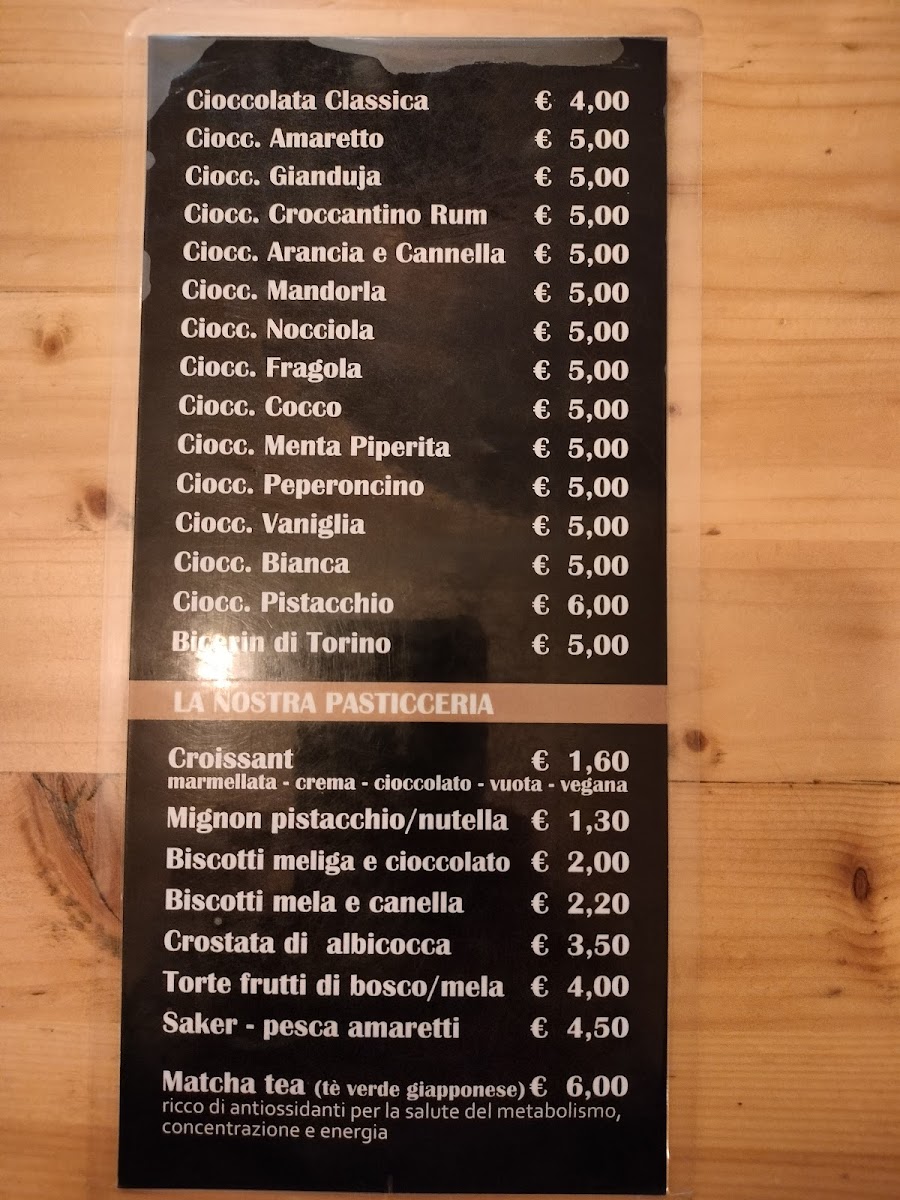 Cioccolata Classica € 4,00
Ciocc. Amaretto € 5,00
Ciocc. Gianduja € 5,00
Ciocc. Croccantino Rum € 5,00
Ciocc. Arancia e Cannella € 5,00
Ciocc. Mandorla € 5,00
Ciocc. Nocciola € 5,00
Ciocc. Fragola € 5,00
Ciocc. Cocco € 5,00
Ciocc. Menta Piperita € 5,00
Ciocc. Peperoncino € 5,00
Ciocc. Vaniglia € 5,00
Ciocc. Bianca € 5,00
Ciocc. Pistacchio € 6,00
Bicerin di Torino € 5,00
LA NOSTRA PASTICCERIA
Croissant € 1,60
marmellata - crema - cioccolato - vuota - vegana
Mignon pistacchio/nutella € 1,30
Biscotti meliga e cioccolato € 2,00
Biscotti mela e canella € 2,20
Crostata di albicocca € 3,50
Torte frutti di bosco/mela € 4,00
Saker - pesca amaretti € 4,50
Matcha tea (tè verde giapponese) € 6,00
ricco di antiossidanti per la salute del metabolismo,
concentrazione e energia